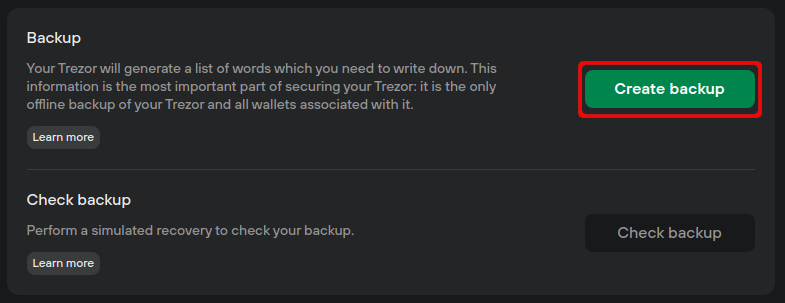 Backup
Your Trezor will generate a list of words which you need to write down. This
information is the most important part of securing your Trezor: it is the only
offline backup of your Trezor and all wallets associated with it.
Create backup
Learn more
Check backup
Perform a simulated recovery to check your backup.
Check backup
Learn more